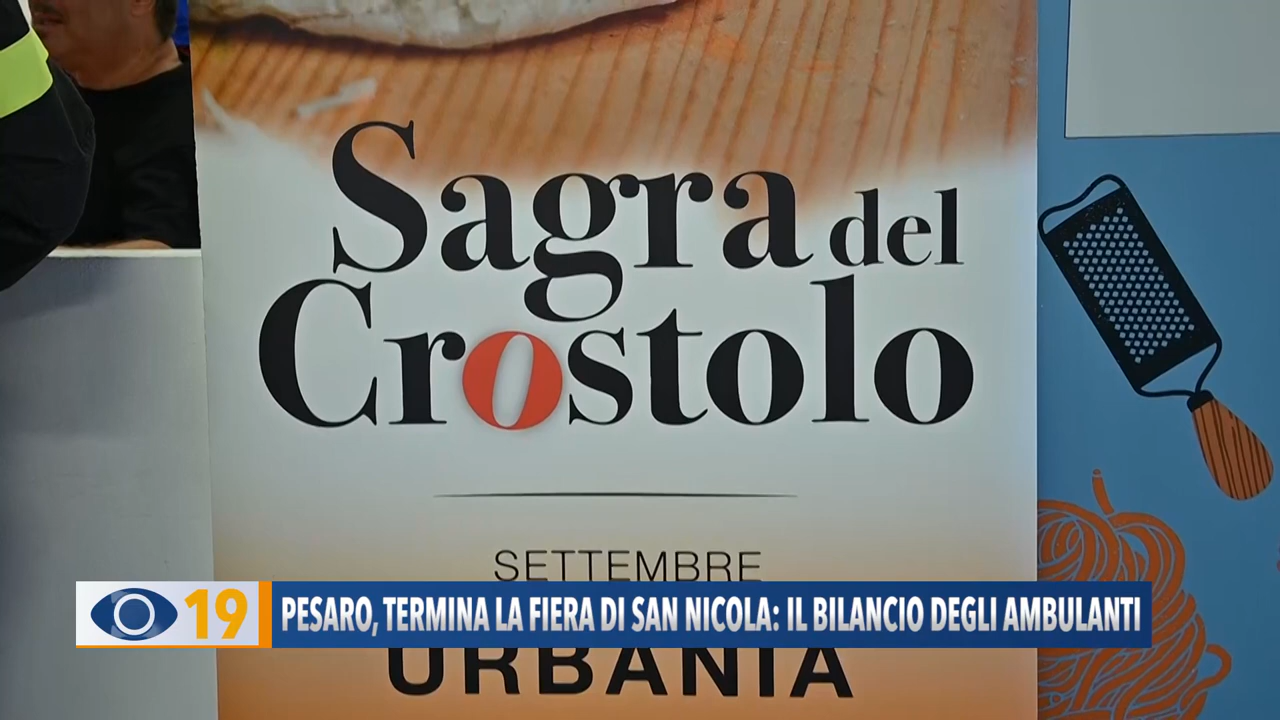 Sagra del
Crostolo
SETTEMBRE
URBANIA
19
PESARO, TERMINA LA FIERA DI SAN NICOLA: IL BILANCIO DEGLI AMBULANTI